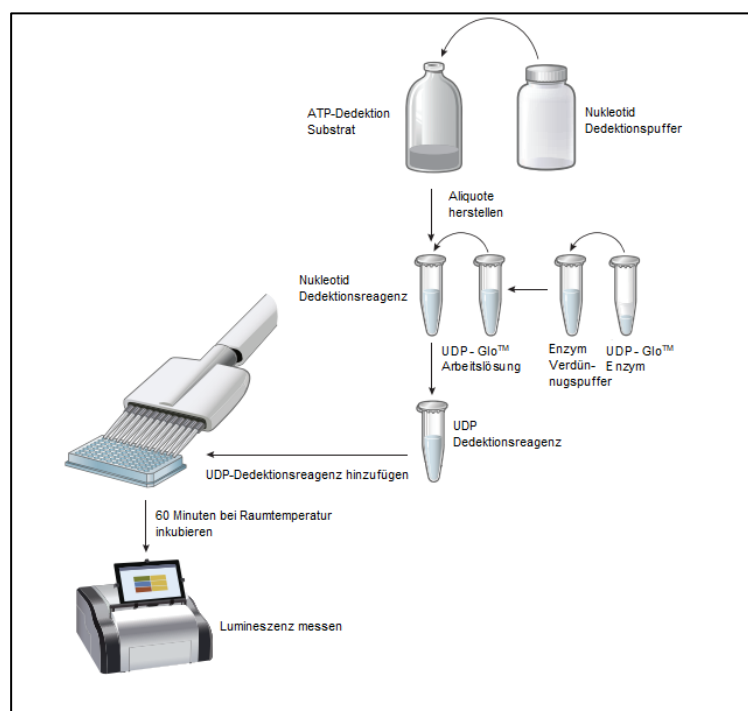 ATP-Dedektion
Substrat
Nukleotid
Dedektionspuffer
Aliquote
herstellen
Nukleotid
Dedektionsreagenz
UDP - Glo™
Arbeitslösung
Enzym
Verdün-
nugspuffer
UDP - Glo™
Enzym
UDP
Dedektionsreagenz
UDP-Dedektionsreagenz hinzufügen
60 Minuten bei Raumtemperatur
inkubieren
Lumineszenz messen